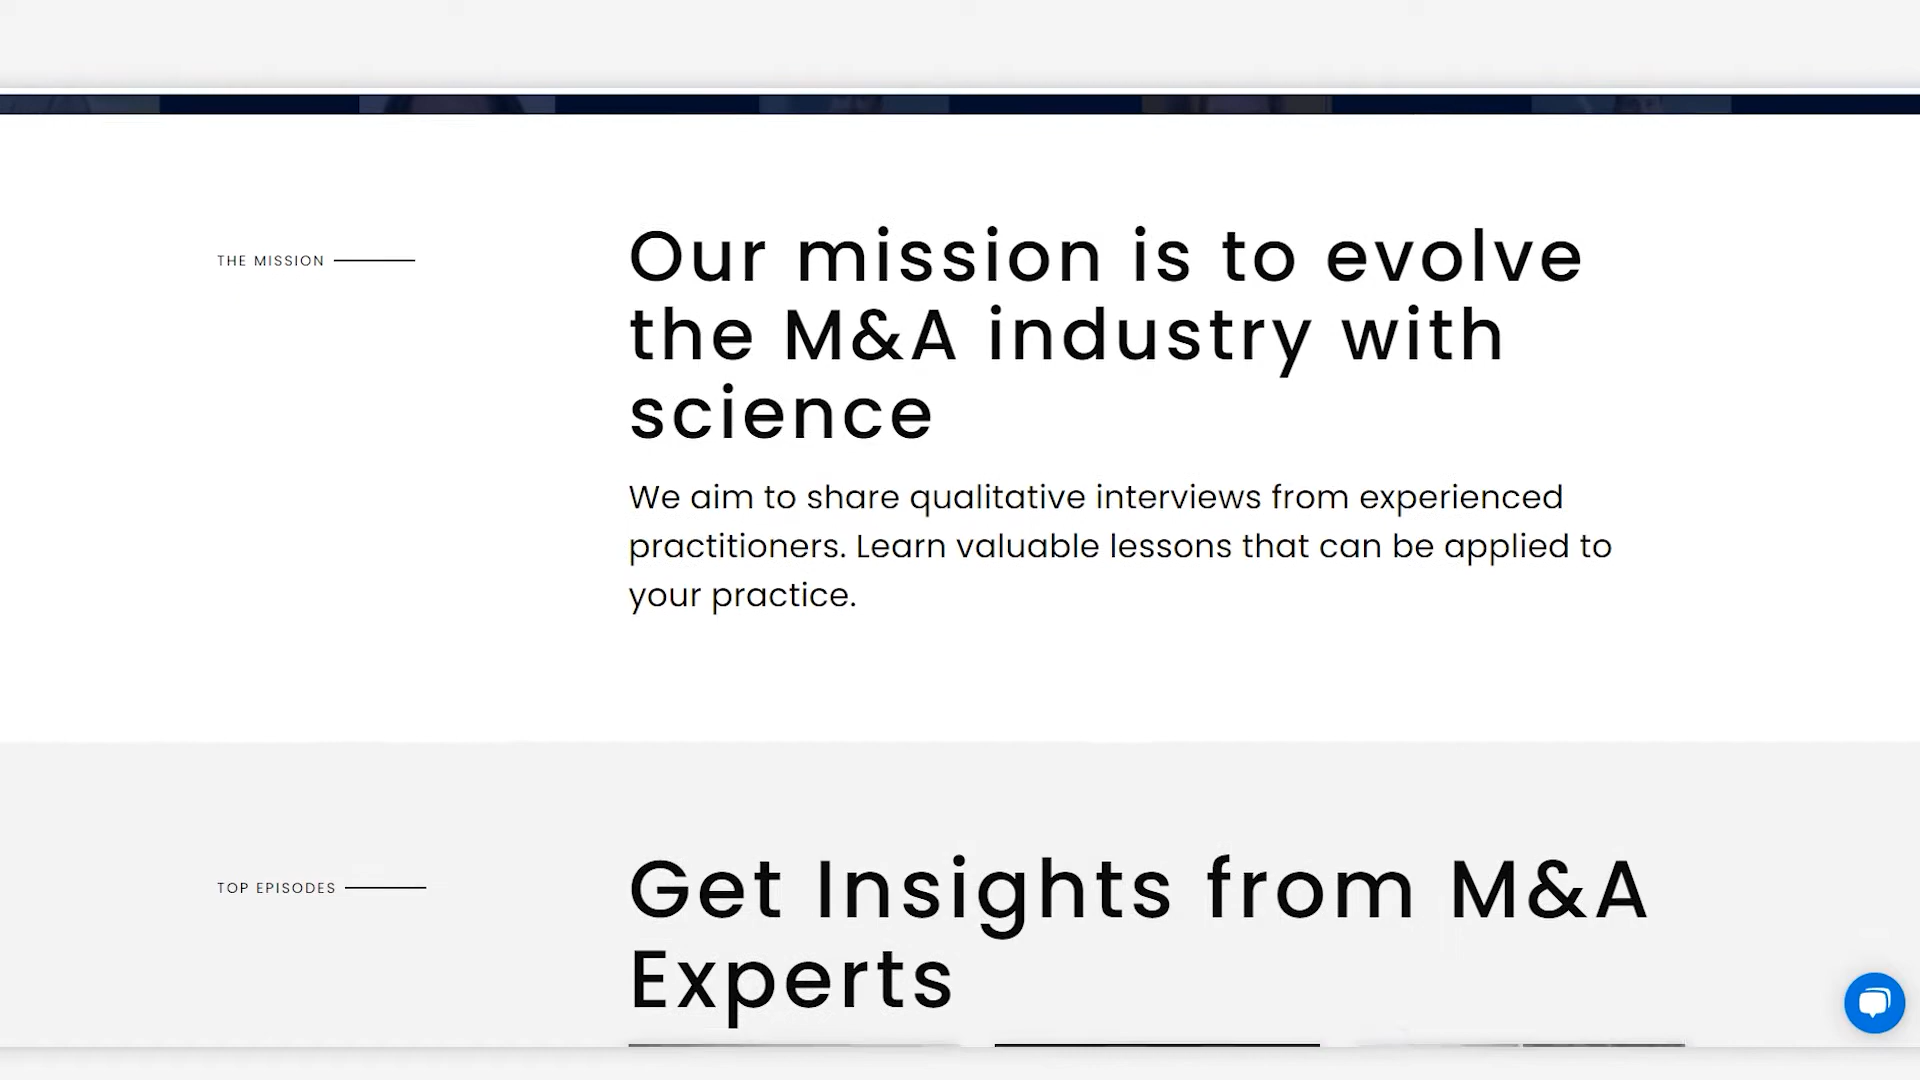 THE MISSION
Our mission is to evolve
the M&A industry with
science
We aim to share qualitative interviews from experienced
practitioners. Learn valuable lessons that can be applied to
your practice.
TOP EPISODES
Get Insights from M&A
Experts